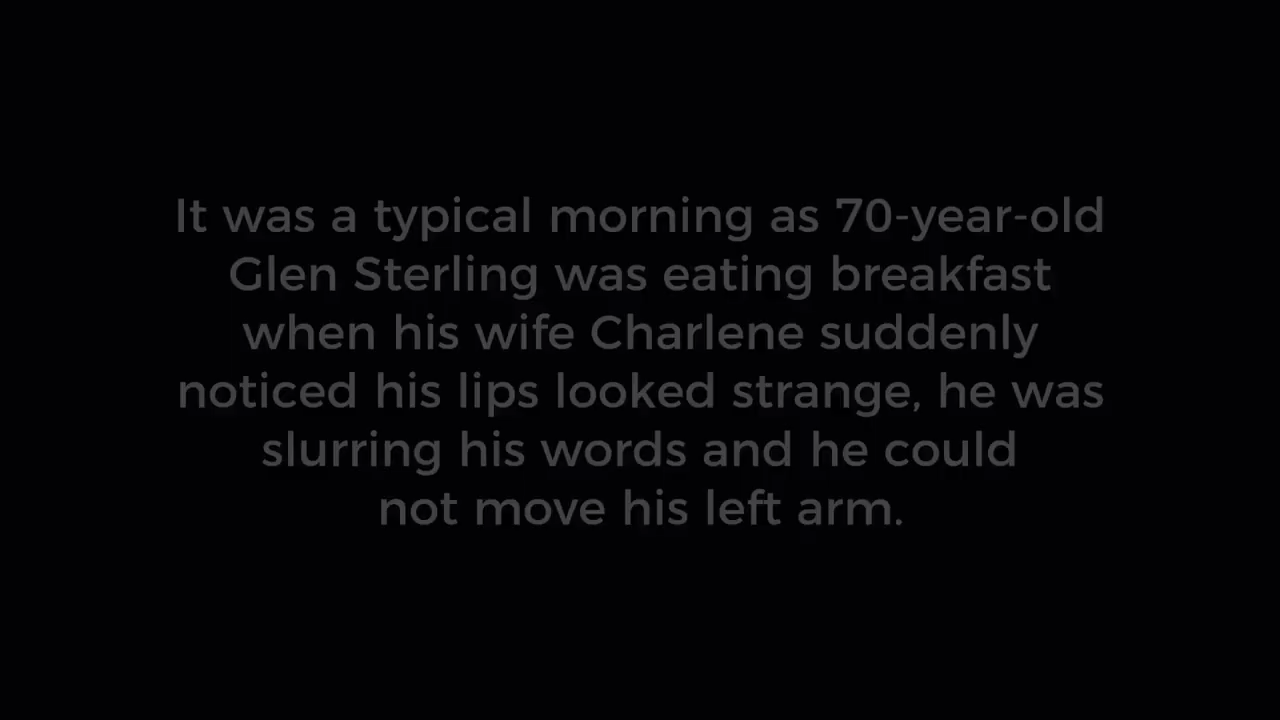 It was a typical morning as 70-year-old
Glen Sterling was eating breakfast
when his wife Charlene suddenly
noticed his lips looked strange, he was
slurring his words and he could
not move his left arm.